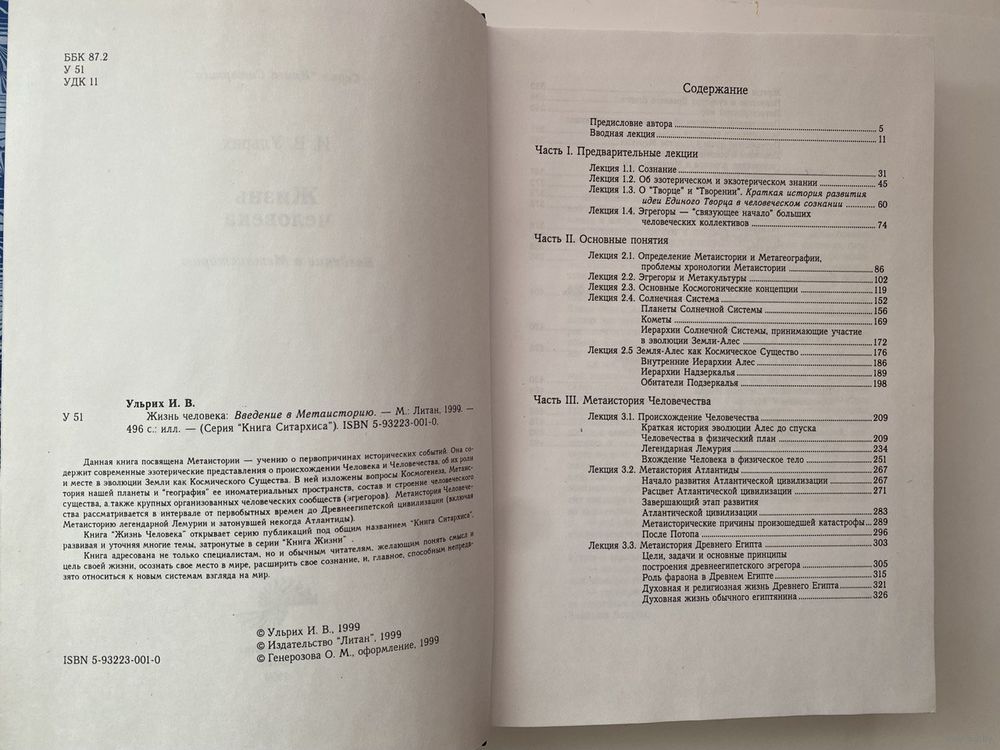 ББК 87.2
У 51
УДК 11
Ульрих И. В.
У 51 Жизнь человека: Введение в Метаисторию. — М.: Литан, 1999. —
496 с.: илл. — (Серия "Книга Ситархиса"). ISBN 5-93223-001-0.
Данная книга посвящена Метаистории — учению о первопричинах исторических событий. Она со-
держит современные эзотерические представления о происхождении Человека и Человечества, об их роли
и месте в эволюции Земли как Космического Существа. В ней изложены вопросы Космогенеза, Метаис-
тория нашей планеты и "география" ее иноматериальных пространств, состав и строение человеческого
существа, а также крупных организованных человеческих сообществ (эгрегоров). Метаистория Человече-
ства рассматривается в интервале от первобытных времен до Древнеегипетской цивилизации (включая
Метаисторию легендарной Лемурии и затонувшей некогда Атлантиды).
Книга "Жизнь Человека" открывает серию публикаций под общим названием "Книга Ситархиса",
развивая и уточняя многие темы, затронутые в серии "Книга Жизни" .
Книга адресована не только специалистам, но и обычным читателям, желающим понять смысл и
цель своей жизни, осознать свое место в мире, расширить свое сознание, и, главное, способным непред-
взято относиться к новым системам взгляда на мир.
© Ульрих И. В., 1999
© Издательство "Литан", 1999
© Генерозова О. М., оформление, 1999
ISBN 5-93223-001-0
Содержание
Предисловие автора 5
Вводная лекция 11
Часть I. Предварительные лекции
Лекция 1.1. Сознание 31
Лекция 1.2. Об эзотерическом и экзотерическом знании 45
Лекция 1.3. О "Творце" и "Творении". Краткая история развития
идеи Единого Творца в человеческом сознании 60
Лекция 1.4. Эгрегоры — "связующее начало" больших
человеческих коллективов 74
Часть II. Основные понятия
Лекция 2.1. Определение Метаистории и Метагеографии,
проблемы хронологии Метаистории 86
Лекция 2.2. Эгрегоры и Метакультуры 102
Лекция 2.3. Основные Космогонические концепции 119
Лекция 2.4. Солнечная Система 152
Планеты Солнечной Системы 156
Кометы 169
Иерархии Солнечной Системы, принимающие участие
в эволюции Земли-Алес 172
Лекция 2.5 Земля-Алес как Космическое Существо 176
Внутренние Иерархии Алес 186
Иерархии Надзеркалья 189
Обитатели Подзеркалья 198
Часть III. Метаистория Человечества
Лекция 3.1. Происхождение Человечества 209
Краткая история эволюции Алес до спуска
Человечества в физический план 209
Легендарная Лемурия 234
Вхождение Человека в физическое тело 251
Лекция 3.2. Метаистория Атлантиды 267
Начало развития Атлантической цивилизации 267
Расцвет Атлантической цивилизации 271
Завершающий этап развития
Атлантической цивилизации 283
Метаисторические причины произошедшей катастрофы 289
После Потопа 296
Лекция 3.3. Метаистория Древнего Египта 303
Цели, задачи и основные принципы
построения древнеегипетского эгрегора 305
Роль фараона в Древнем Египте 315
Духовная и религиозная жизнь Древнего Египта 321
Духовная жизнь обычного египтянина 326